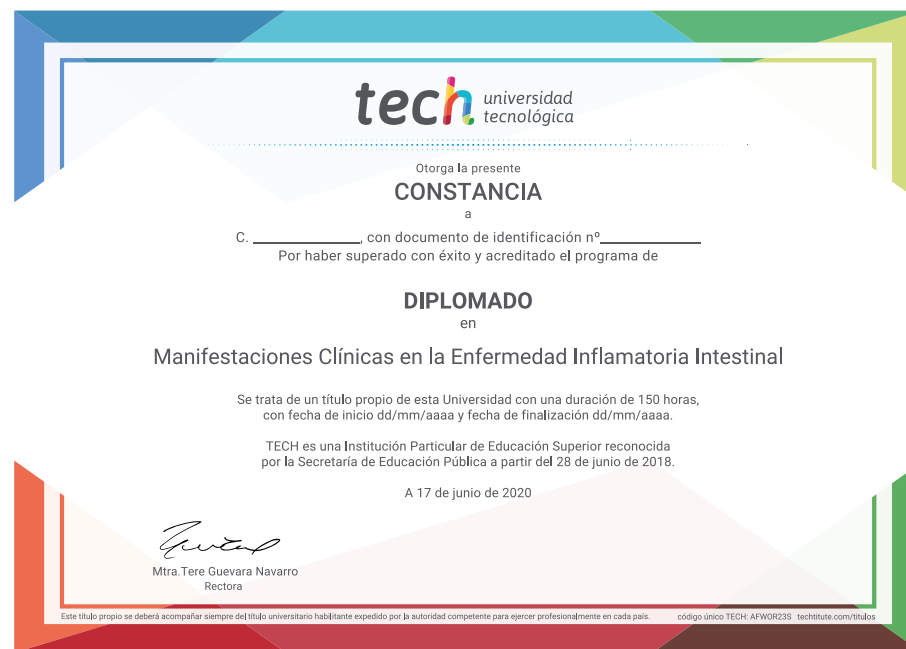 tech universidad
tecnológica
Otorga la presente
CONSTANCIA
a
C. ______________, con documento de identificación nº______________
Por haber superado con éxito y acreditado el programa de
DIPLOMADO
en
Manifestaciones Clínicas en la Enfermedad Inflamatoria Intestinal
Se trata de un título propio de esta Universidad con una duración de 150 horas,
con fecha de inicio dd/mm/aaaa y fecha de finalización dd/mm/aaaa.
TECH es una Institución Particular de Educación Superior reconocida
por la Secretaría de Educación Pública a partir del 28 de junio de 2018.
A 17 de junio de 2020
Mtra.Tere Guevara Navarro
Rectora
Este título propio se deberá acompañar siempre del título universitario habilitante expedido por la autoridad competente para ejercer profesionalmente en cada país. código único TECH: AFWOR23S techtitute.com/titulos